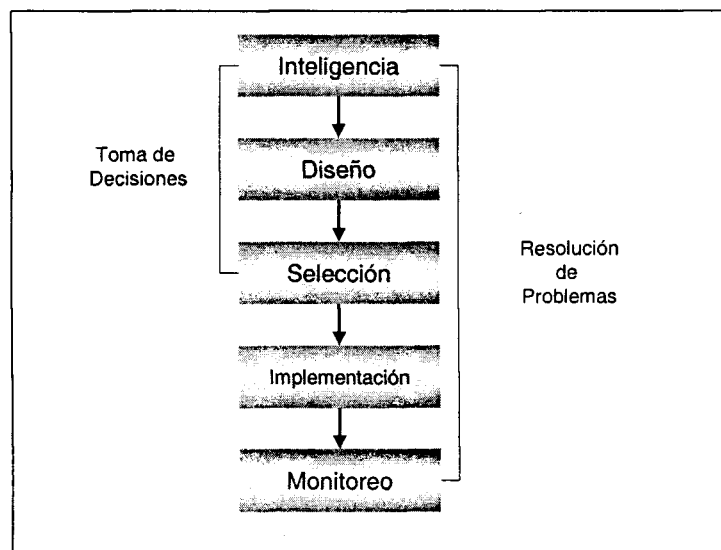 Inteligencia
Toma de
Decisiones
Diseño
Selección
Resolución
de
Problemas
Implementación
Monitoreo